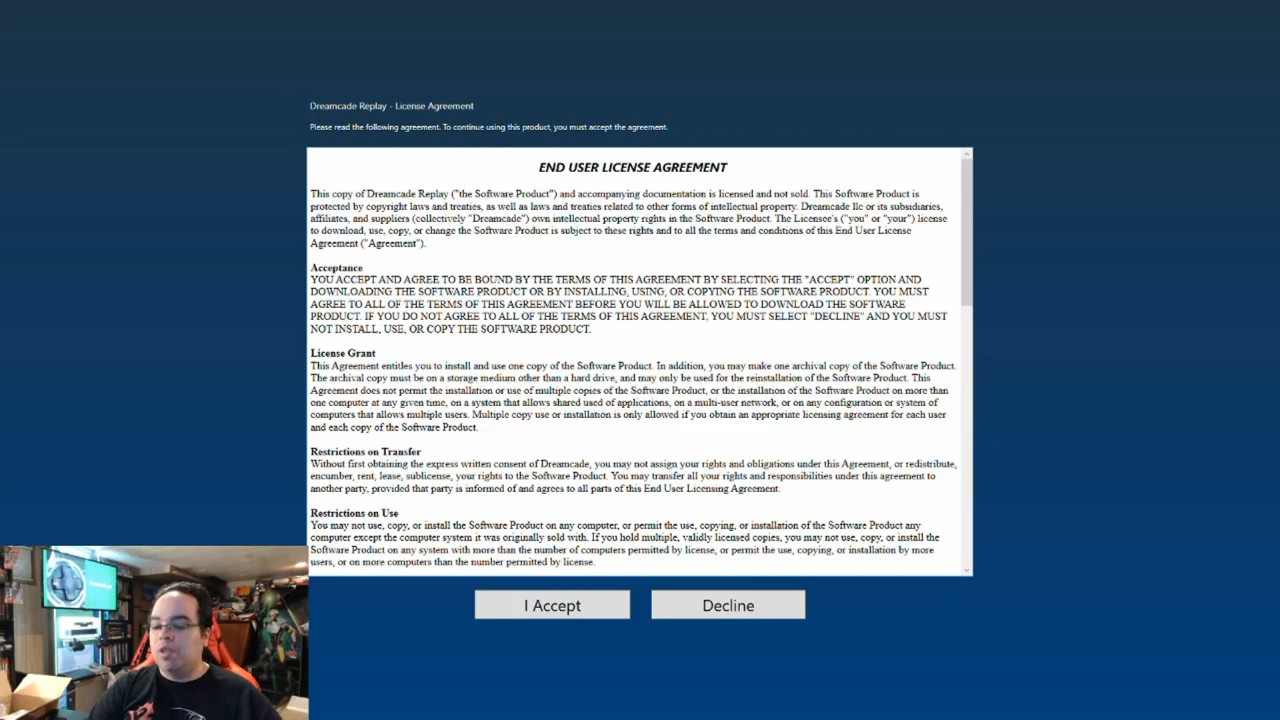 Dreamcade Replay - License Agreement
Please read the following agreement. To continue using this product, you must accept the agreement.
END USER LICENSE AGREEMENT
This copy of Dreamcade Replay ("the Software Product") and accompanying documentation is licensed and not sold. This Software Product is
protected by copyright laws and treaties, as well as laws and treaties related to other forms of intellectual property. Dreamcade llc or its subsidiaries,
affiliates, and suppliers (collectively "Dreamcade") own intellectual property rights in the Software Product. The Licensee's ("you" or "your") license
to download, use, copy, or change the Software Product is subject to these rights and to all the terms and conditions of this End User License
Agreement ("Agreement").
Acceptance
YOU ACCEPT AND AGREE TO BE BOUND BY THE TERMS OF THIS AGREEMENT BY SELECTING THE "ACCEPT" OPTION AND
DOWNLOADING THE SOFTWARE PRODUCT OR BY INSTALLING, USING, OR COPYING THE SOFTWARE PRODUCT. YOU MUST
AGREE TO ALL OF THE TERMS OF THIS AGREEMENT BEFORE YOU WILL BE ALLOWED TO DOWNLOAD THE SOFTWARE
PRODUCT. IF YOU DO NOT AGREE TO ALL OF THE TERMS OF THIS AGREEMENT, YOU MUST SELECT "DECLINE" AND YOU MUST
NOT INSTALL, USE, OR COPY THE SOFTWARE PRODUCT.
License Grant
This Agreement entitles you to install and use one copy of the Software Product. In addition, you may make one archival copy of the Software Product.
The archival copy must be on a storage medium other than a hard drive, and may only be used for the reinstallation of the Software Product. This
Agreement does not permit the installation or use of multiple copies of the Software Product, or the installation of the Software Product on more than
one computer at any given time, on a system that allows shared used of applications, on a multi-user network, or on any configuration or system of
computers that allows multiple users. Multiple copy use or installation is only allowed if you obtain an appropriate licensing agreement for each user
and each copy of the Software Product.
Restrictions on Transfer
Without first obtaining the express written consent of Dreamcade, you may not assign your rights and obligations under this Agreement, or redistribute,
encumber, rent, lease, sublicense, your rights to the Software Product. You may transfer all your rights and responsibilities under this agreement to
another party, provided that party is informed of and agrees to all parts of this End User Licensing Agreement.
Restrictions on Use
You may not use, copy, or install the Software Product on any computer, or permit the use, copying, or installation of the Software Product any
computer except the computer system it was originally sold with. If you hold multiple, validly licensed copies, you may not use, copy, or install the
Software Product on any system with more than the number of computers permitted by license, or permit the use, copying, or installation by more
users, or on more computers than the number permitted by license.
I Accept
Decline